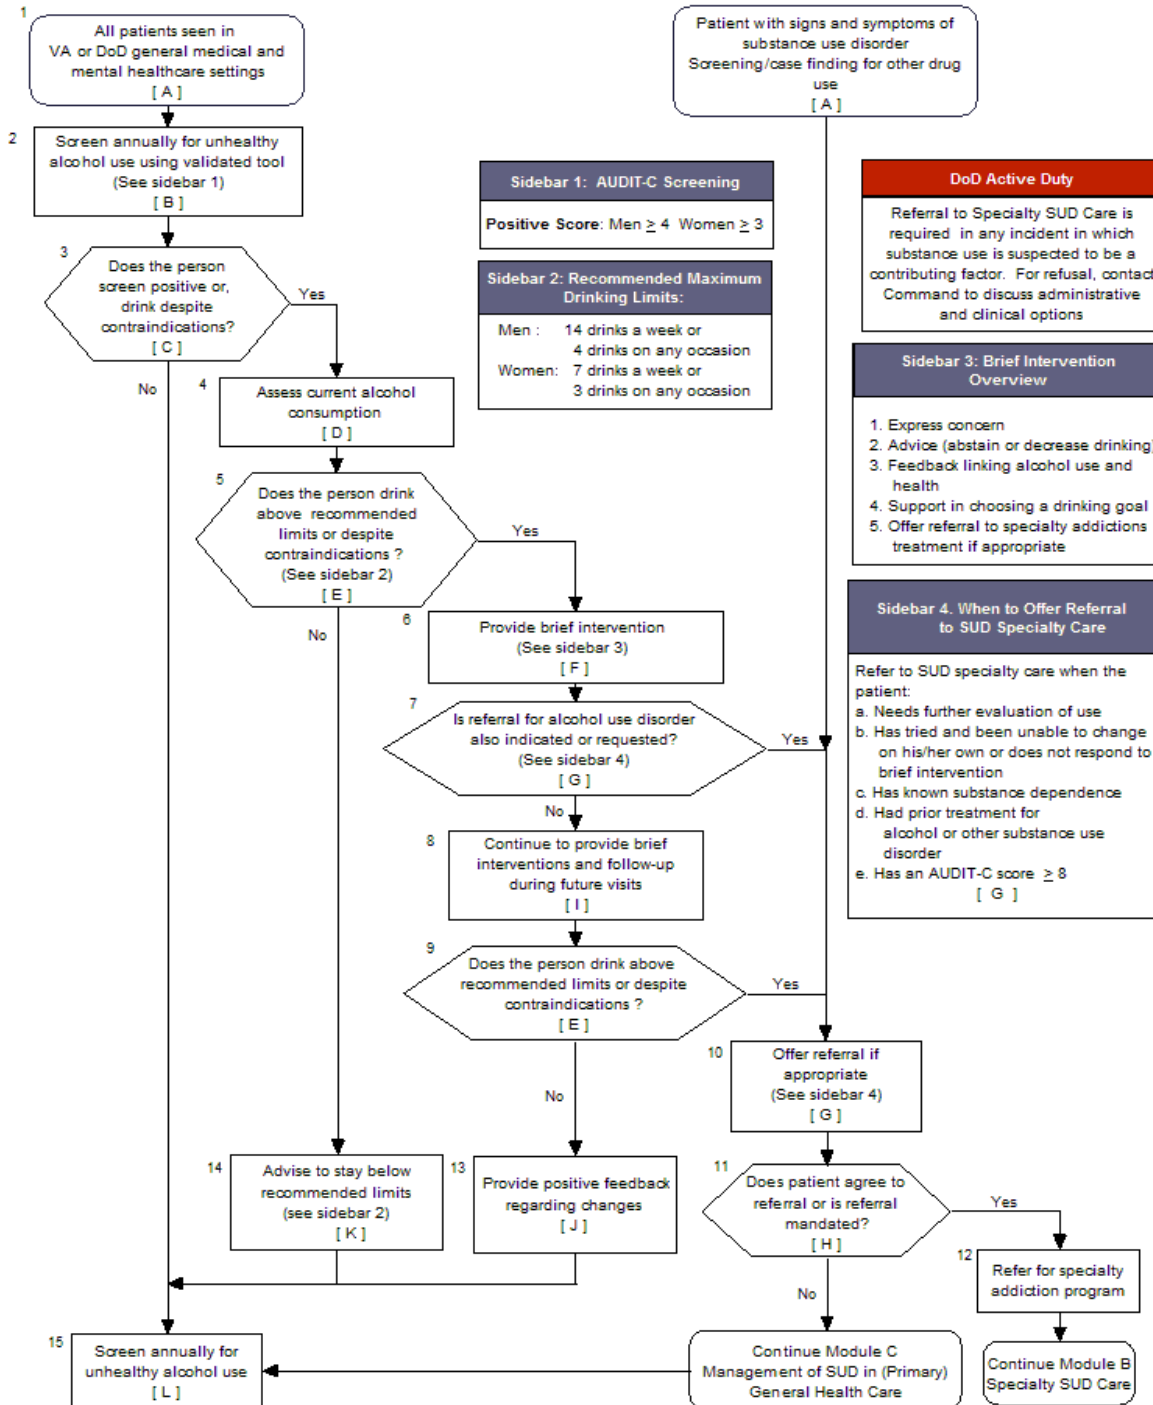 1
All patients seen in
VA or DoD general medical and
mental healthcare settings
[ A ]
Patient with signs and symptoms of
substance use disorder
Screening/case finding for other drug
use
[ A ]
2
Screen annually for unhealthy
alcohol use using validated tool
(See sidebar 1)
[ B ]
Sidebar 1: AUDIT-C Screening
Positive Score: Men ≥ 4 Women ≥ 3
DoD Active Duty
Referral to Specialty SUD Care is
required in any incident in which
substance use is suspected to be a
contributing factor. For refusal, contact
Command to discuss administrative
and clinical options
3
Does the person
screen positive or,
drink despite
contraindications?
[ C ]
Yes
No
Sidebar 2: Recommended Maximum
Drinking Limits:
Men : 14 drinks a week or
4 drinks on any occasion
Women: 7 drinks a week or
3 drinks on any occasion
Sidebar 3: Brief Intervention
Overview
1. Express concern
2. Advice (abstain or decrease drinking)
3. Feedback linking alcohol use and
health
4. Support in choosing a drinking goal
5. Offer referral to specialty addictions
treatment if appropriate
4
Assess current alcohol
consumption
[ D ]
5
Does the person drink
above recommended
limits or despite
contraindications ?
(See sidebar 2)
[ E ]
Yes
No
6
Provide brief intervention
(See sidebar 3)
[ F ]
Sidebar 4. When to Offer Referral
to SUD Specialty Care
Refer to SUD specialty care when the
patient:
a. Needs further evaluation of use
b. Has tried and been unable to change
on his/her own or does not respond to
brief intervention
c. Has known substance dependence
d. Had prior treatment for
alcohol or other substance use
disorder
e. Has an AUDIT-C score ≥ 8
[ G ]
7
Is referral for alcohol use disorder
also indicated or requested?
(See sidebar 4)
[ G ]
Yes
No
8
Continue to provide brief
interventions and follow-up
during future visits
[ I ]
9
Does the person drink above
recommended limits or despite
contraindications ?
[ E ]
Yes
No
10
Offer referral if
appropriate
(See sidebar 4)
[ G ]
11
Does patient agree to
referral or is referral
mandated?
[ H ]
Yes
No
12
Refer for specialty
addiction program
13
Provide positive feedback
regarding changes
[ J ]
14
Advise to stay below
recommended limits
(see sidebar 2)
[ K ]
15
Screen annually for
unhealthy alcohol use
[ L ]
Continue Module C
Management of SUD in (Primary)
General Health Care
Continue Module B
Specialty SUD Care